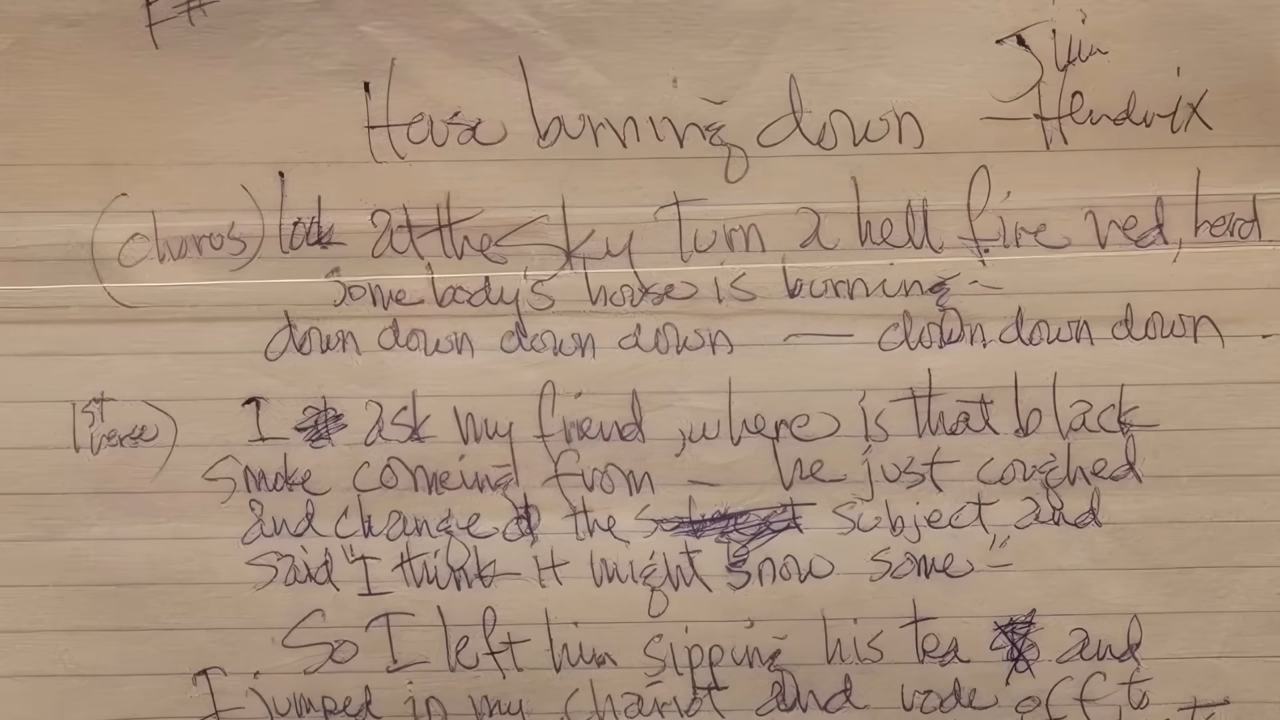 F#
House burning down — Jimi Hendrix
(chorus) look at the Sky turn a hell fire red, herd
Somebody's house is burning –
down down down down — down down down
1st verse) I ask my friend, where is that black
Smoke comeing from – he just coughed
and changed the subject and
said "I think it might snow some" –
So I left him sipping his tea and
I jumped in my chariot and rode off t